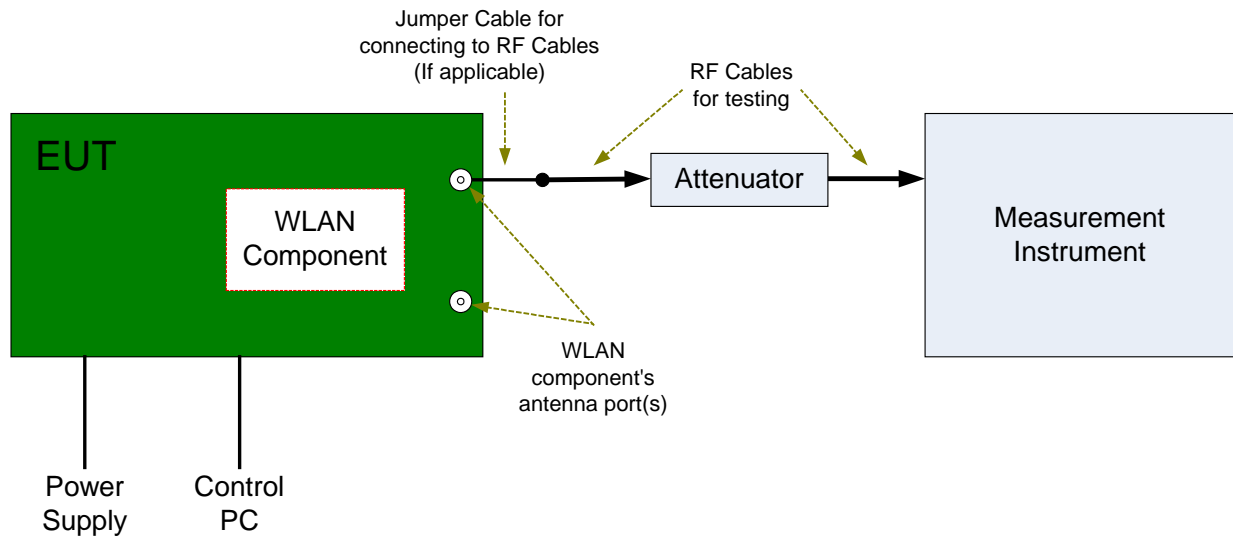 Jumper Cable for
connecting to RF Cables
(If applicable)
RF Cables
for testing
EUT
WLAN
Component
Attenuator
Measurement
Instrument
WLAN
component's
antenna port(s)
Power
Supply
Control
PC